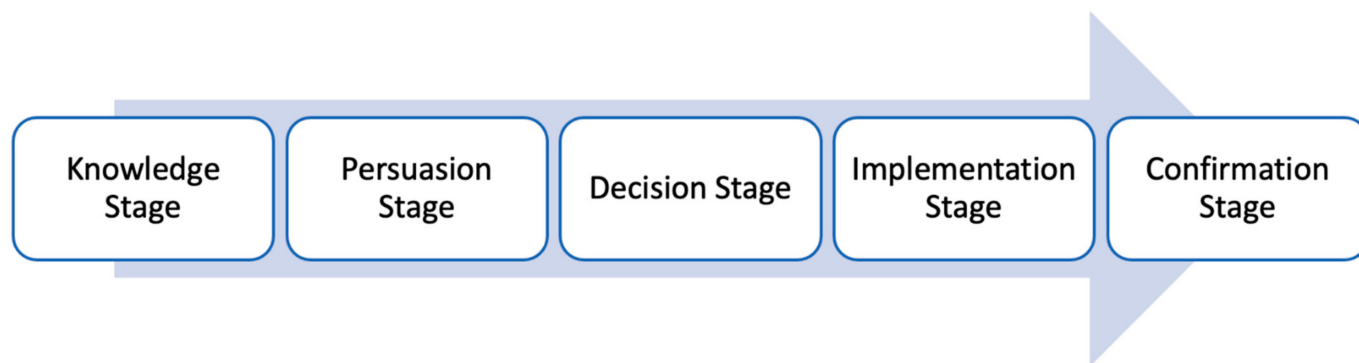 Knowledge
Stage
Persuasion
Stage
Decision Stage
Implementation
Stage
Confirmation
Stage